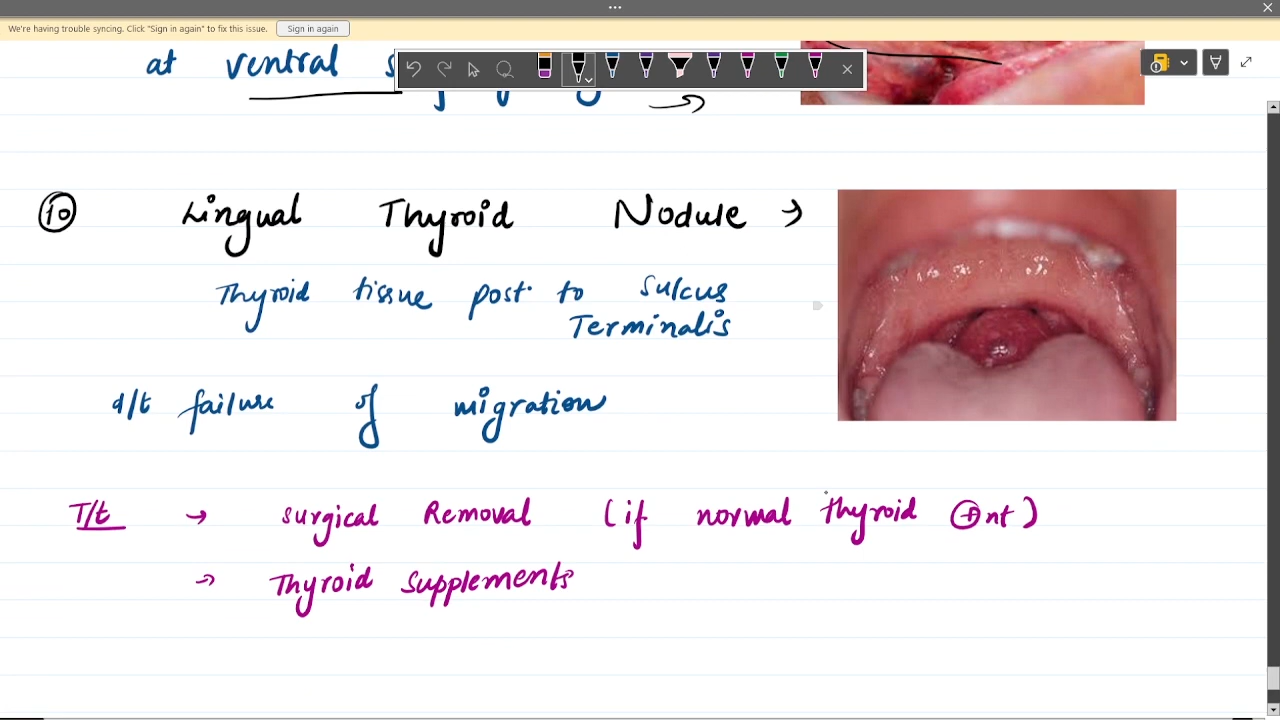 We're having trouble syncing. Click "Sign in again" to fix this issue. Sign in again
at ventral
10 Lingual Thyroid Nodule →
Thyroid tissue post. to Sulcus
Terminalis
d/t failure of migration
T/t → Surgical Removal (if normal thyroid ⊕nt)
→ Thyroid Supplements